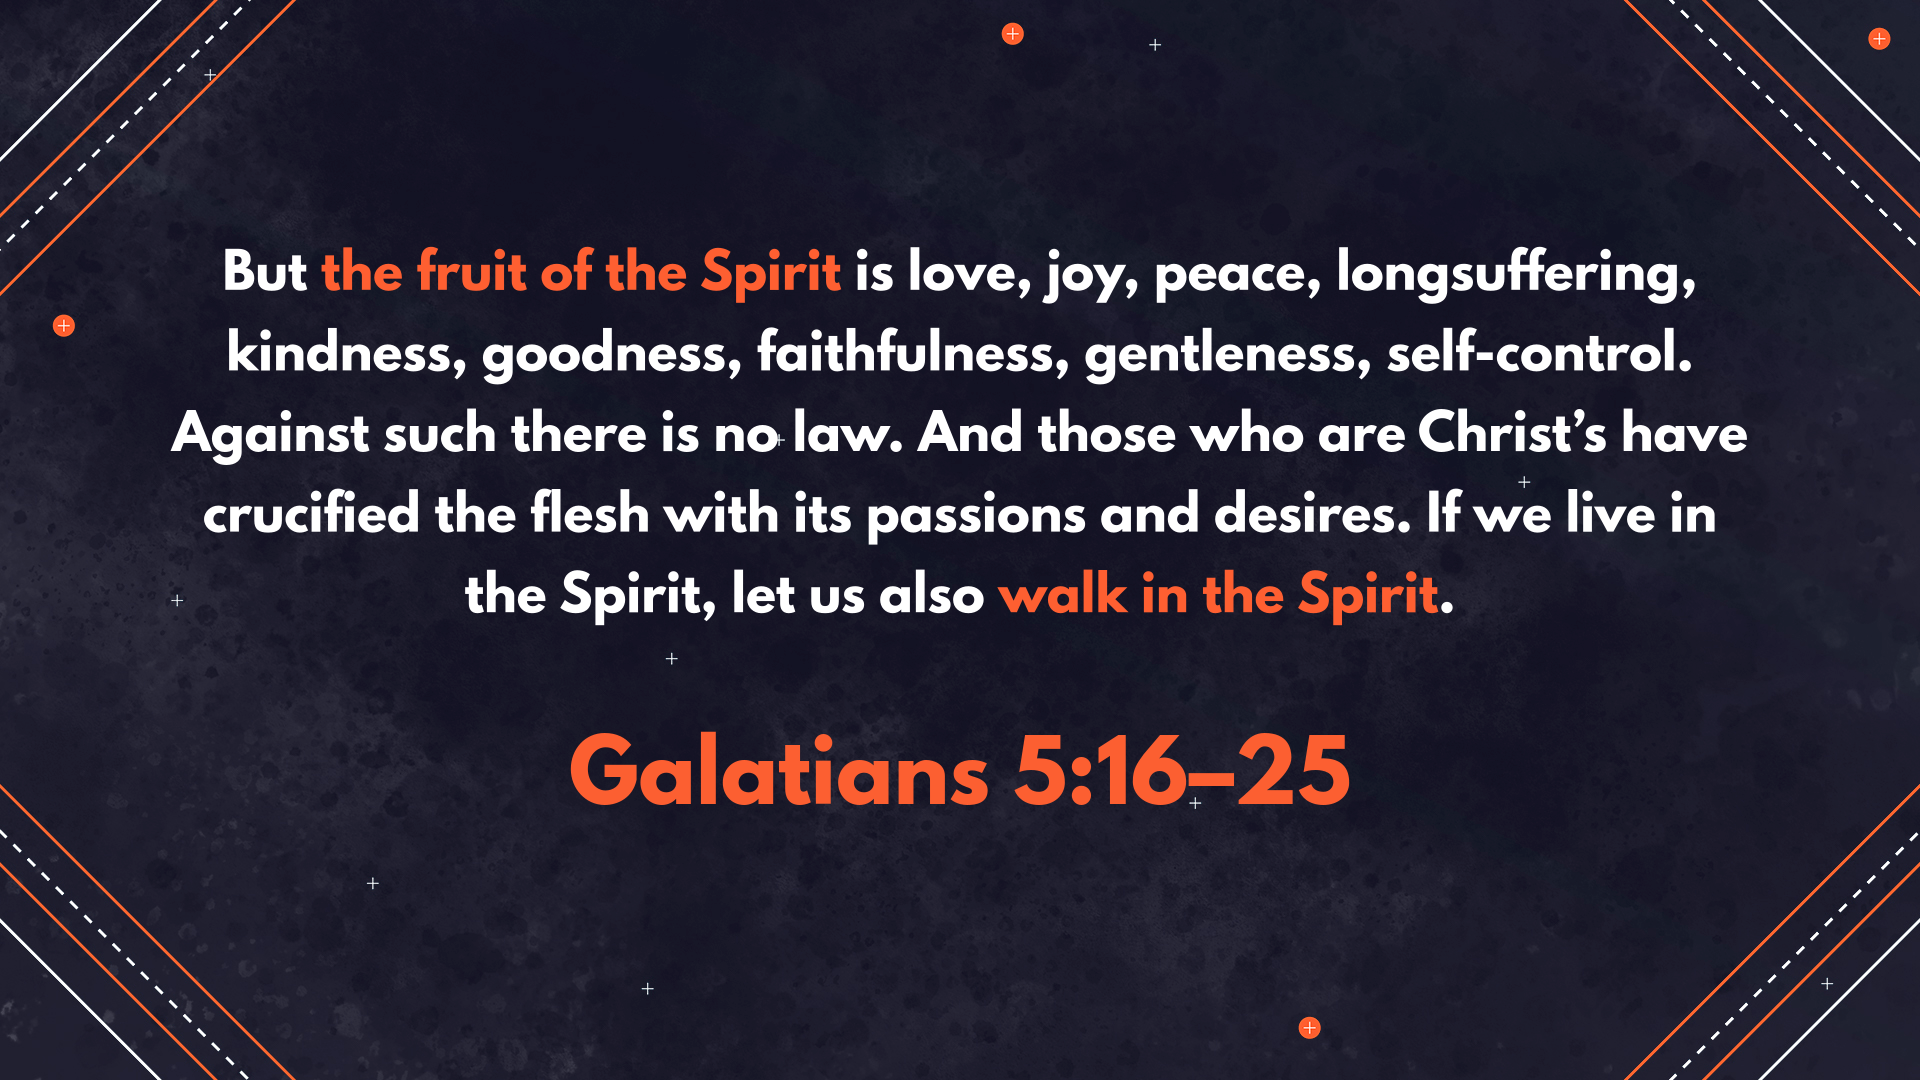 But the fruit of the Spirit is love, joy, peace, longsuffering,
kindness, goodness, faithfulness, gentleness, self-control.
Against such there is no law. And those who are Christ’s have
crucified the flesh with its passions and desires. If we live in
the Spirit, let us also walk in the Spirit.
Galatians 5:16–25